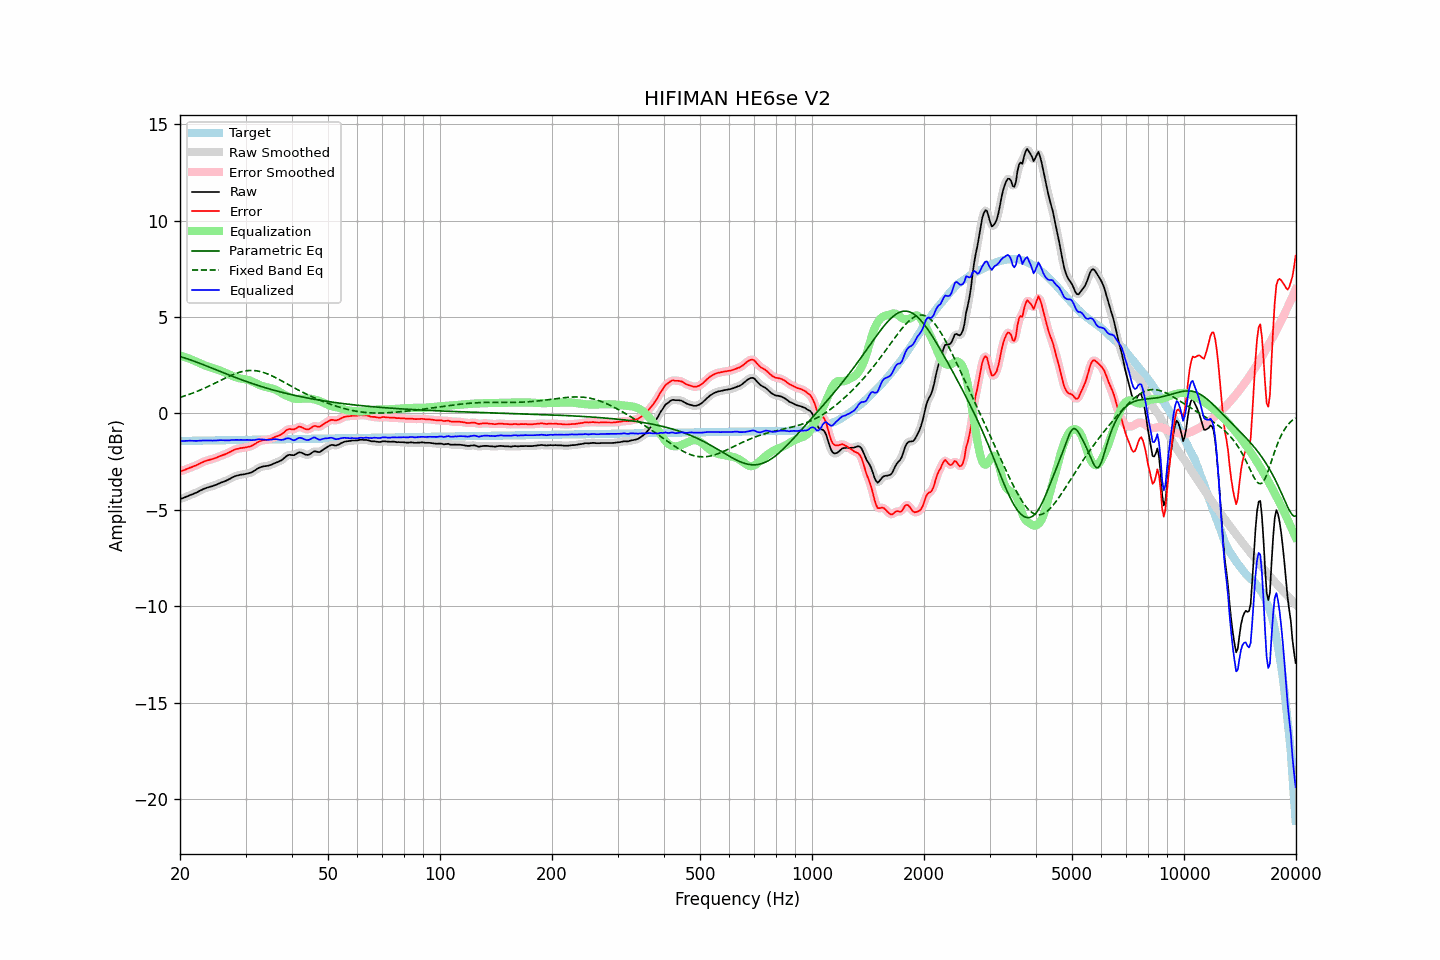 HIFIMAN HE6se V2
15
10
5
0
−5
−10
−15
−20
Amplitude (dBr)
Target
Raw Smoothed
Error Smoothed
Raw
Error
Equalization
Parametric Eq
Fixed Band Eq
Equalized
20
50
100
200
500
1000
2000
5000
10000
20000
Frequency (Hz)